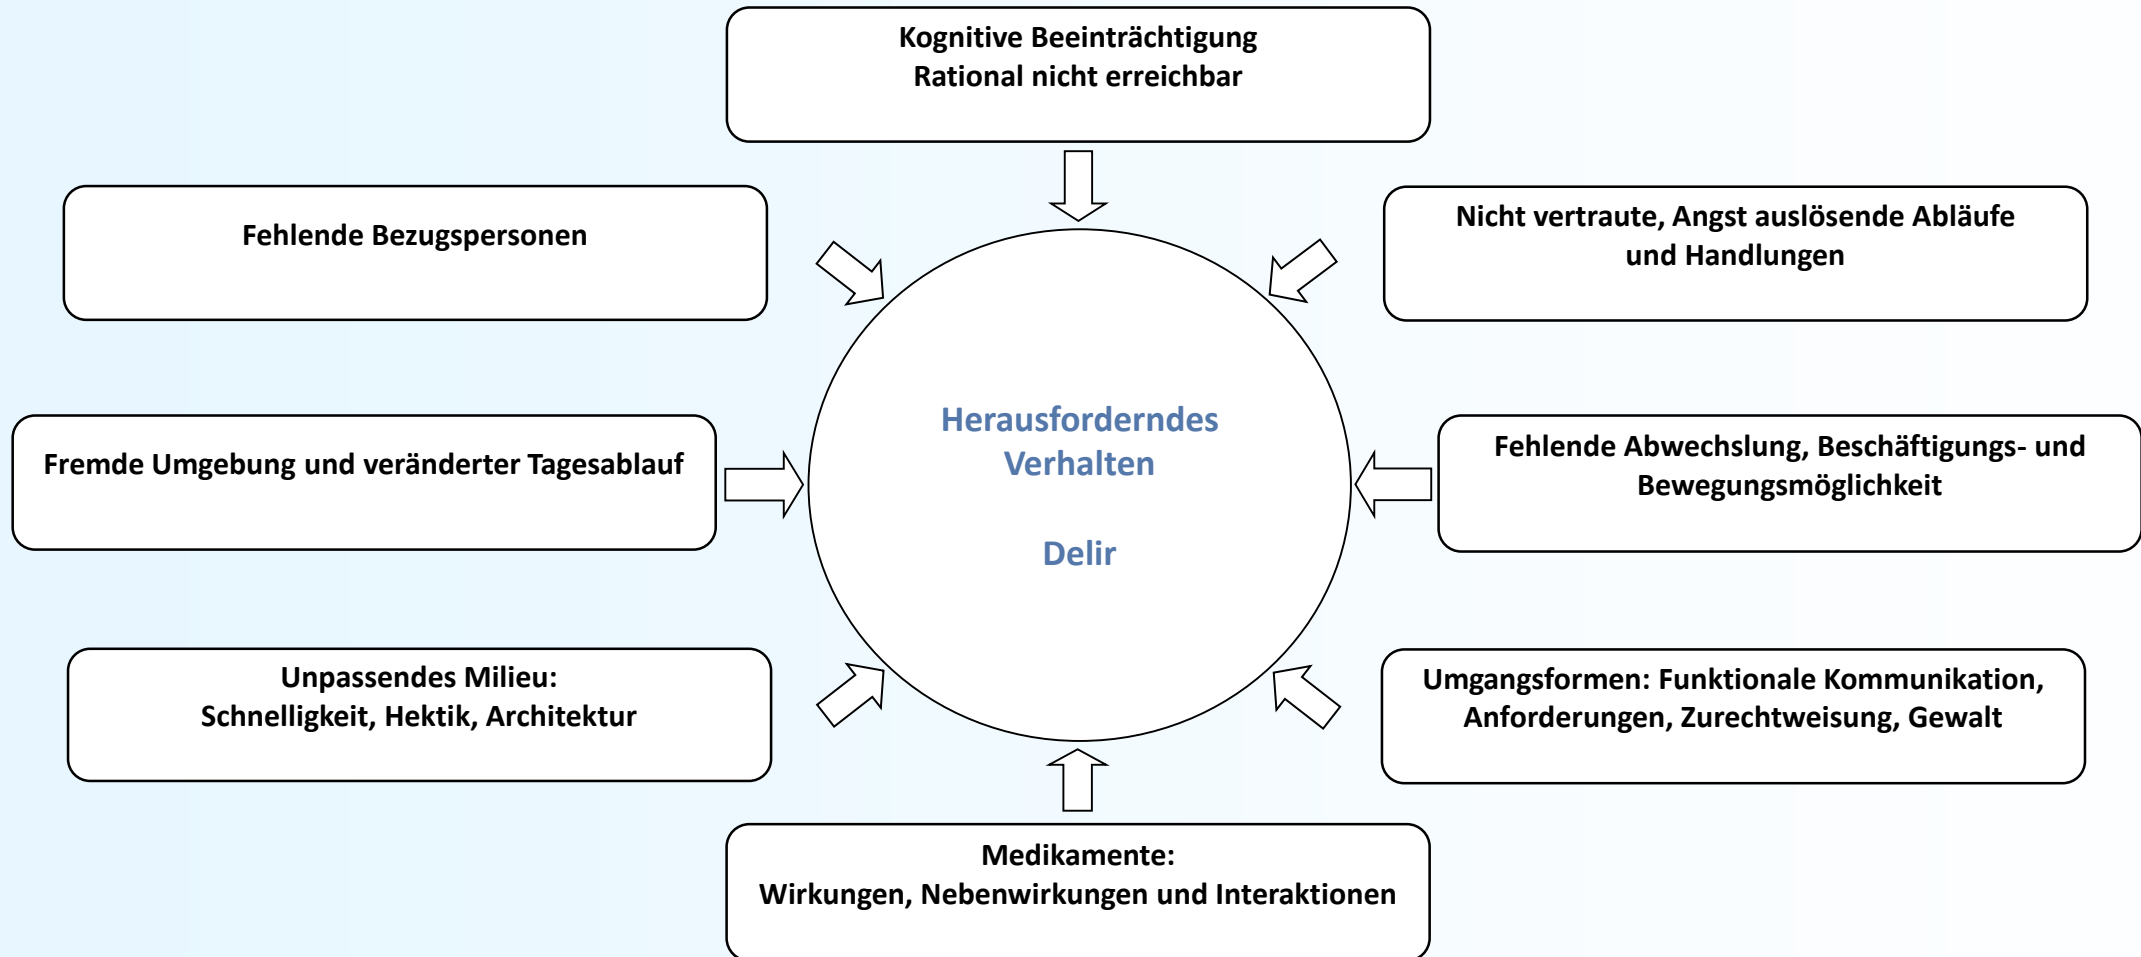 Kognitive Beeinträchtigung
Rational nicht erreichbar
Fehlende Bezugspersonen
Nicht vertraute, Angst auslösende Abläufe
und Handlungen
Fremde Umgebung und veränderter Tagesablauf
Herausforderndes
Verhalten
Delir
Fehlende Abwechslung, Beschäftigungs- und
Bewegungsmöglichkeit
Unpassendes Milieu:
Schnelligkeit, Hektik, Architektur
Umgangsformen: Funktionale Kommunikation,
Anforderungen, Zurechtweisung, Gewalt
Medikamente:
Wirkungen, Nebenwirkungen und Interaktionen